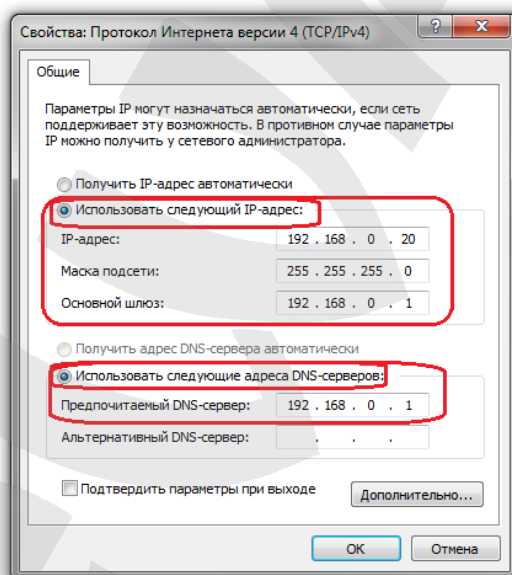 Свойства: Протокол Интернета версии 4 (TCP/IPv4)
Общие
Параметры IP могут назначаться автоматически, если сеть
поддерживает эту возможность. В противном случае параметры
IP можно получить у сетевого администратора.
Получить IP-адрес автоматически
Использовать следующий IP-адрес:
IP-адрес: 192 . 168 . 0 . 20
Маска подсети: 255 . 255 . 255 . 0
Основной шлюз: 192 . 168 . 0 . 1
Получить адрес DNS-сервера автоматически
Использовать следующие адреса DNS-серверов:
Предпочитаемый DNS-сервер: 192 . 168 . 0 . 1
Альтернативный DNS-сервер: . . .
Подтвердить параметры при выходе
Дополнительно...
ОК Отмена